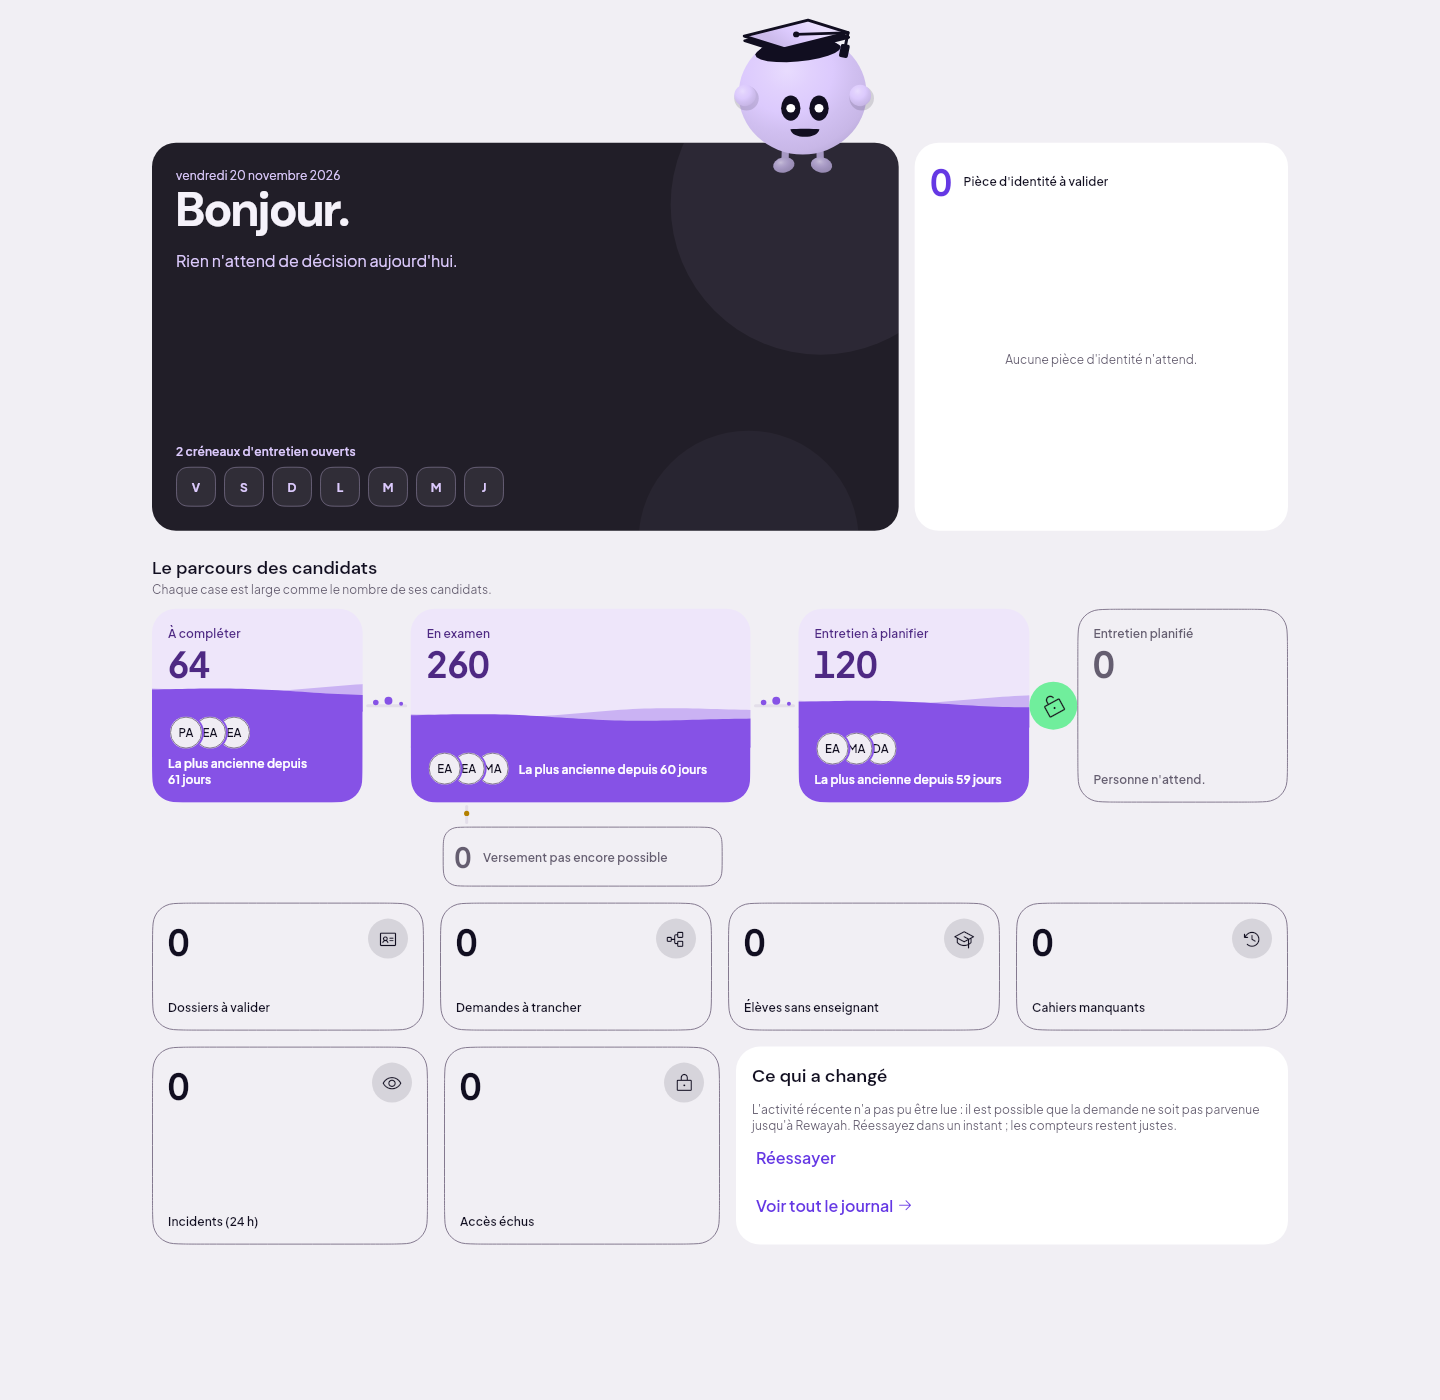 vendredi 20 novembre 2026
Bonjour.
Rien n'attend de décision aujourd'hui.
2 créneaux d'entretien ouverts
V S D L M M J
0 Pièce d'identité à valider
Aucune pièce d'identité n'attend.
Le parcours des candidats
Chaque case est large comme le nombre de ses candidats.
À compléter
64
PA EA EA
La plus ancienne depuis
61 jours
En examen
260
EA EA MA La plus ancienne depuis 60 jours
Entretien à planifier
120
EA MA DA
La plus ancienne depuis 59 jours
Entretien planifié
0
Personne n'attend.
0 Versement pas encore possible
0
Dossiers à valider
0
Demandes à trancher
0
Élèves sans enseignant
0
Cahiers manquants
0
Incidents (24 h)
0
Accès échus
Ce qui a changé
L'activité récente n'a pas pu être lue : il est possible que la demande ne soit pas parvenue
jusqu'à Rewayah. Réessayez dans un instant ; les compteurs restent justes.
Réessayer
Voir tout le journal →